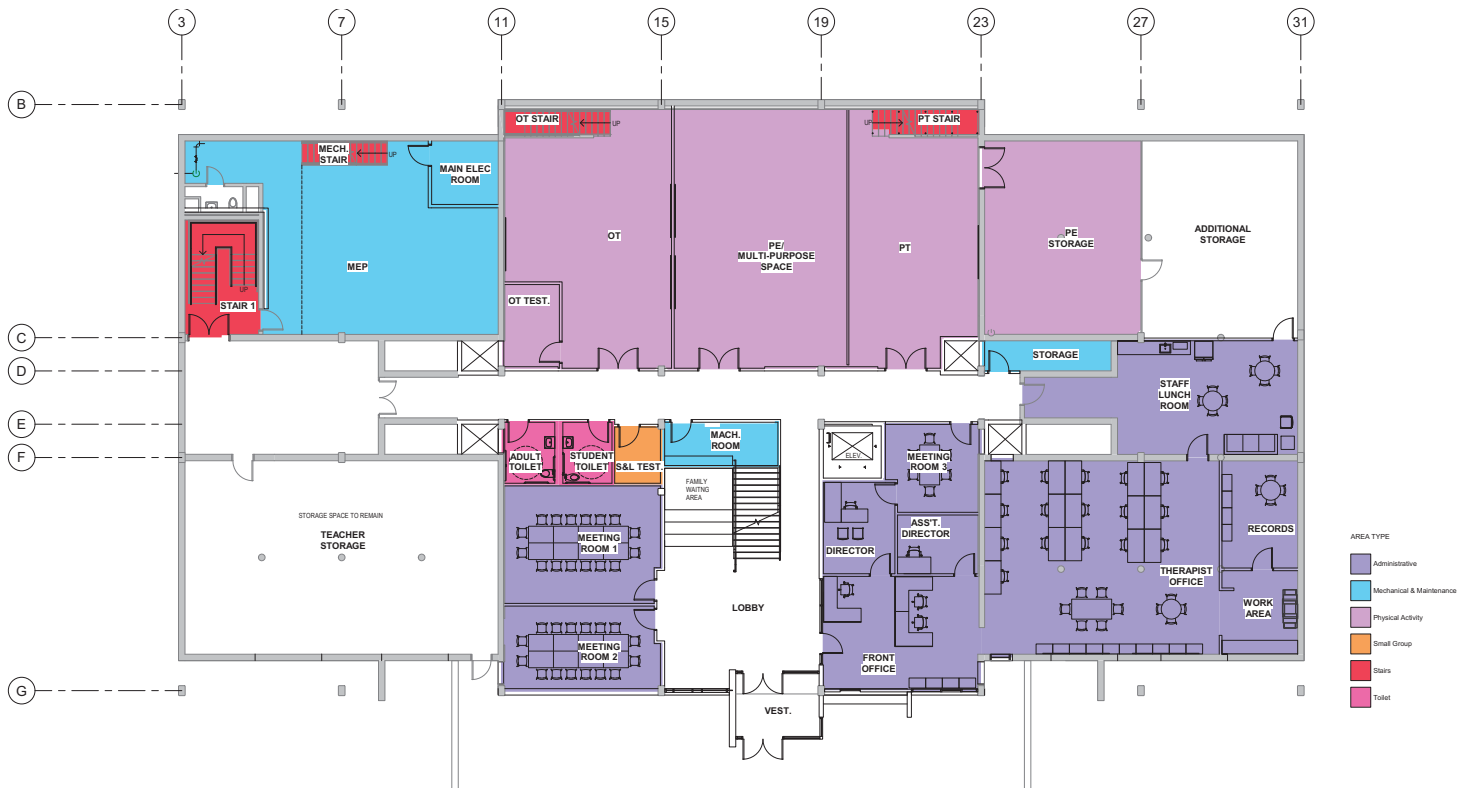 3
7
11
15
19
23
27
31
B
C
D
E
F
G
OT STAIR
UP
UP
PT STAIR
MECH.
STAIR
UP
MAIN ELEC
ROOM
OT
PE/
MULTI-PURPOSE
SPACE
PT
PE
STORAGE
ADDITIONAL
STORAGE
MEP
UP
STAIR 1
OT TEST.
STORAGE
STAFF
LUNCH
ROOM
ADULT
TOILET
STUDENT
TOILET
S&L TEST.
MACH.
ROOM
ELEV.
MEETING
ROOM 3
FAMILY
WAITNG
AREA
STORAGE SPACE TO REMAIN
TEACHER
STORAGE
MEETING
ROOM 1
DIRECTOR
ASS'T.
DIRECTOR
RECORDS
THERAPIST
OFFICE
WORK
AREA
LOBBY
MEETING
ROOM 2
FRONT
OFFICE
VEST.
AREA TYPE
Administrative
Mechanical & Maintenance
Physical Activity
Small Group
Stairs
Toilet